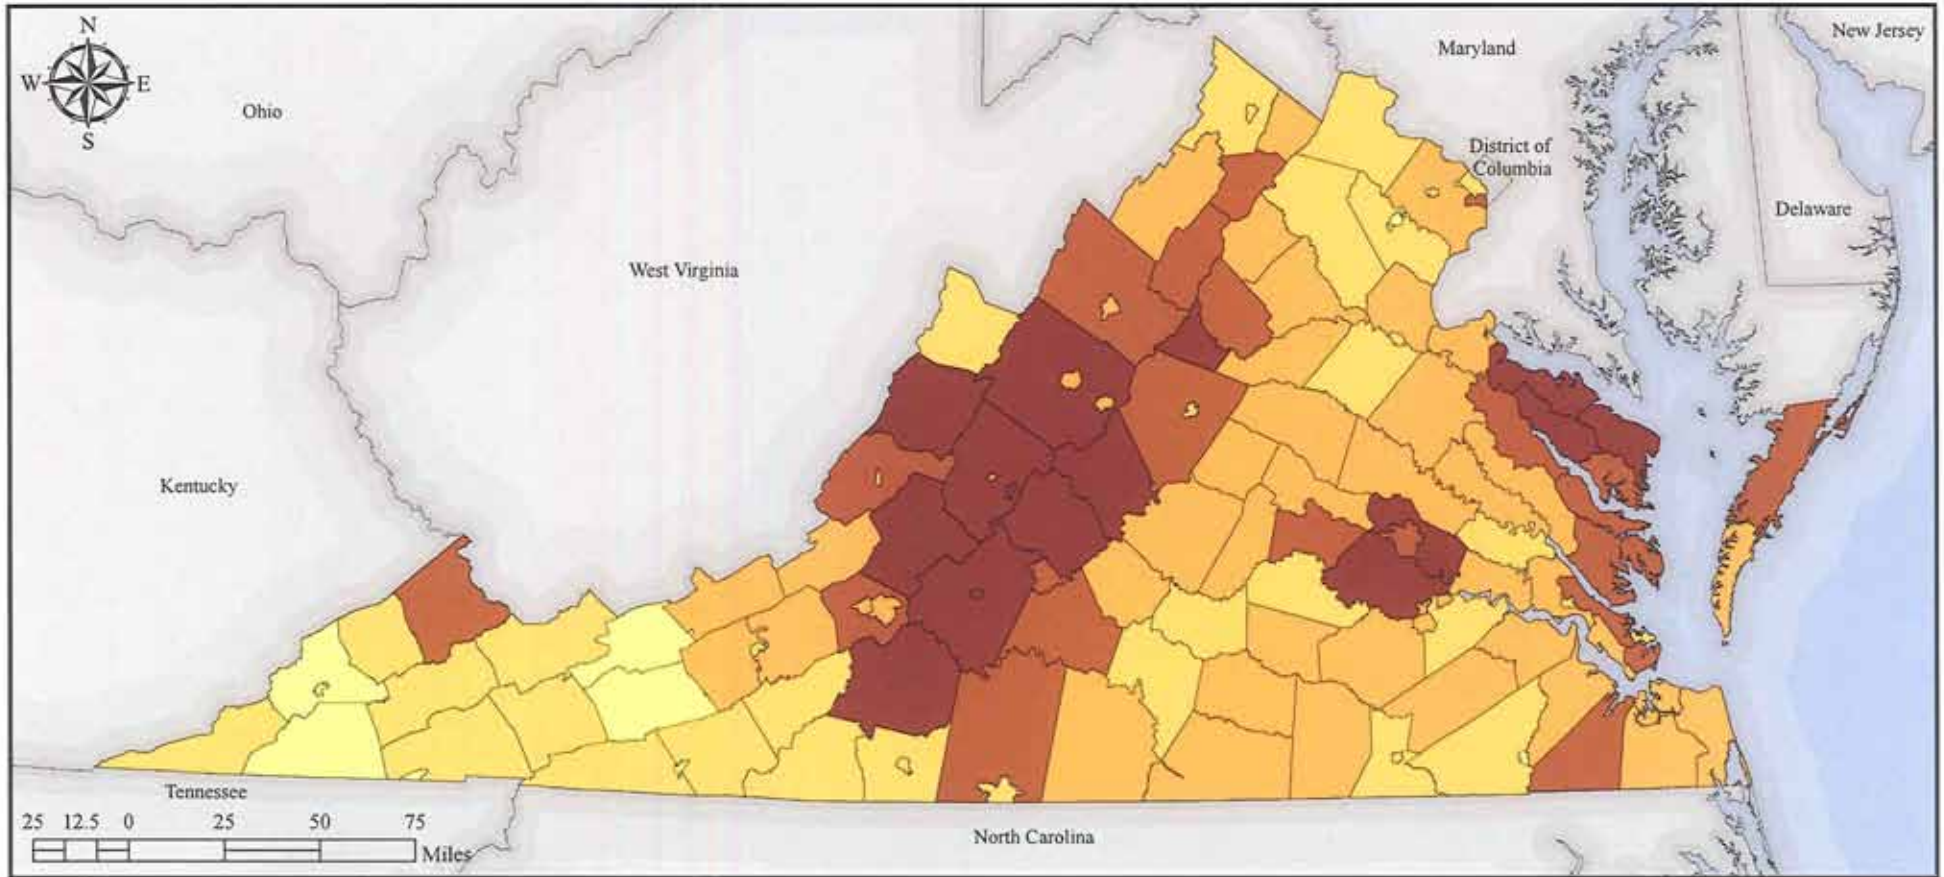 N
W E
S
Ohio
Maryland
New Jersey
District of
Columbia
Delaware
West Virginia
Kentucky
Tennessee
North Carolina
25 12.5 0 25 50 75
Miles